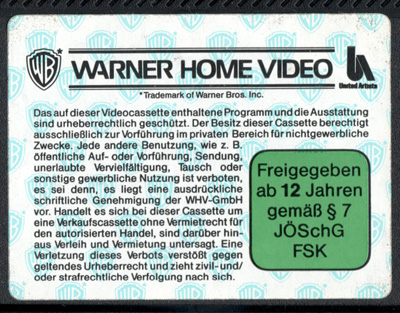 WB WARNER HOME VIDEO UA
United Artists
*Trademark of Warner Bros. Inc.
Das auf dieser Videocassette enthaltene Programm und die Ausstattung
sind urheberrechtlich geschützt. Der Besitz dieser Cassette berechtigt
ausschließlich zur Vorführung im privaten Bereich für nichtgewerbliche
Zwecke. Jede andere Benutzung, wie z. B.
öffentliche Auf- oder Vorführung, Sendung,
unerlaubte Vervielfältigung, Tausch oder
sonstige gewerbliche Nutzung ist verboten,
es sei denn, es liegt eine ausdrückliche
schriftliche Genehmigung der WHV-GmbH
vor. Handelt es sich bei dieser Cassette um
eine Verkaufscassette ohne Vermietrecht für
den autorisierten Handel, sind darüber hin-
aus Verleih und Vermietung untersagt. Eine
Verletzung dieses Verbots verstößt gegen
geltendes Urheberrecht und zieht zivil- und/
oder strafrechtliche Verfolgung nach sich.
Freigegeben
ab 12 Jahren
gemäß § 7
JÖSchG
FSK